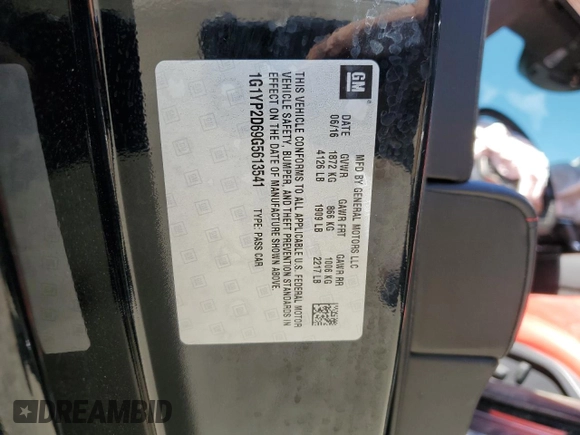 GM
MFD BY GENERAL MOTORS LLC
DATE GVWR GAWR FRT GAWR RR
06/16 1872 KG 866 KG 1006 KG
4126 LB 1909 LB 2217 LB
THIS VEHICLE CONFORMS TO ALL APPLICABLE U.S. FEDERAL MOTOR
VEHICLE SAFETY, BUMPER, AND THEFT PREVENTION STANDARDS IN
EFFECT ON THE DATE OF MANUFACTURE SHOWN ABOVE.
1G1YP2D69G5613541 TYPE: PASS CAR
DREAMBID